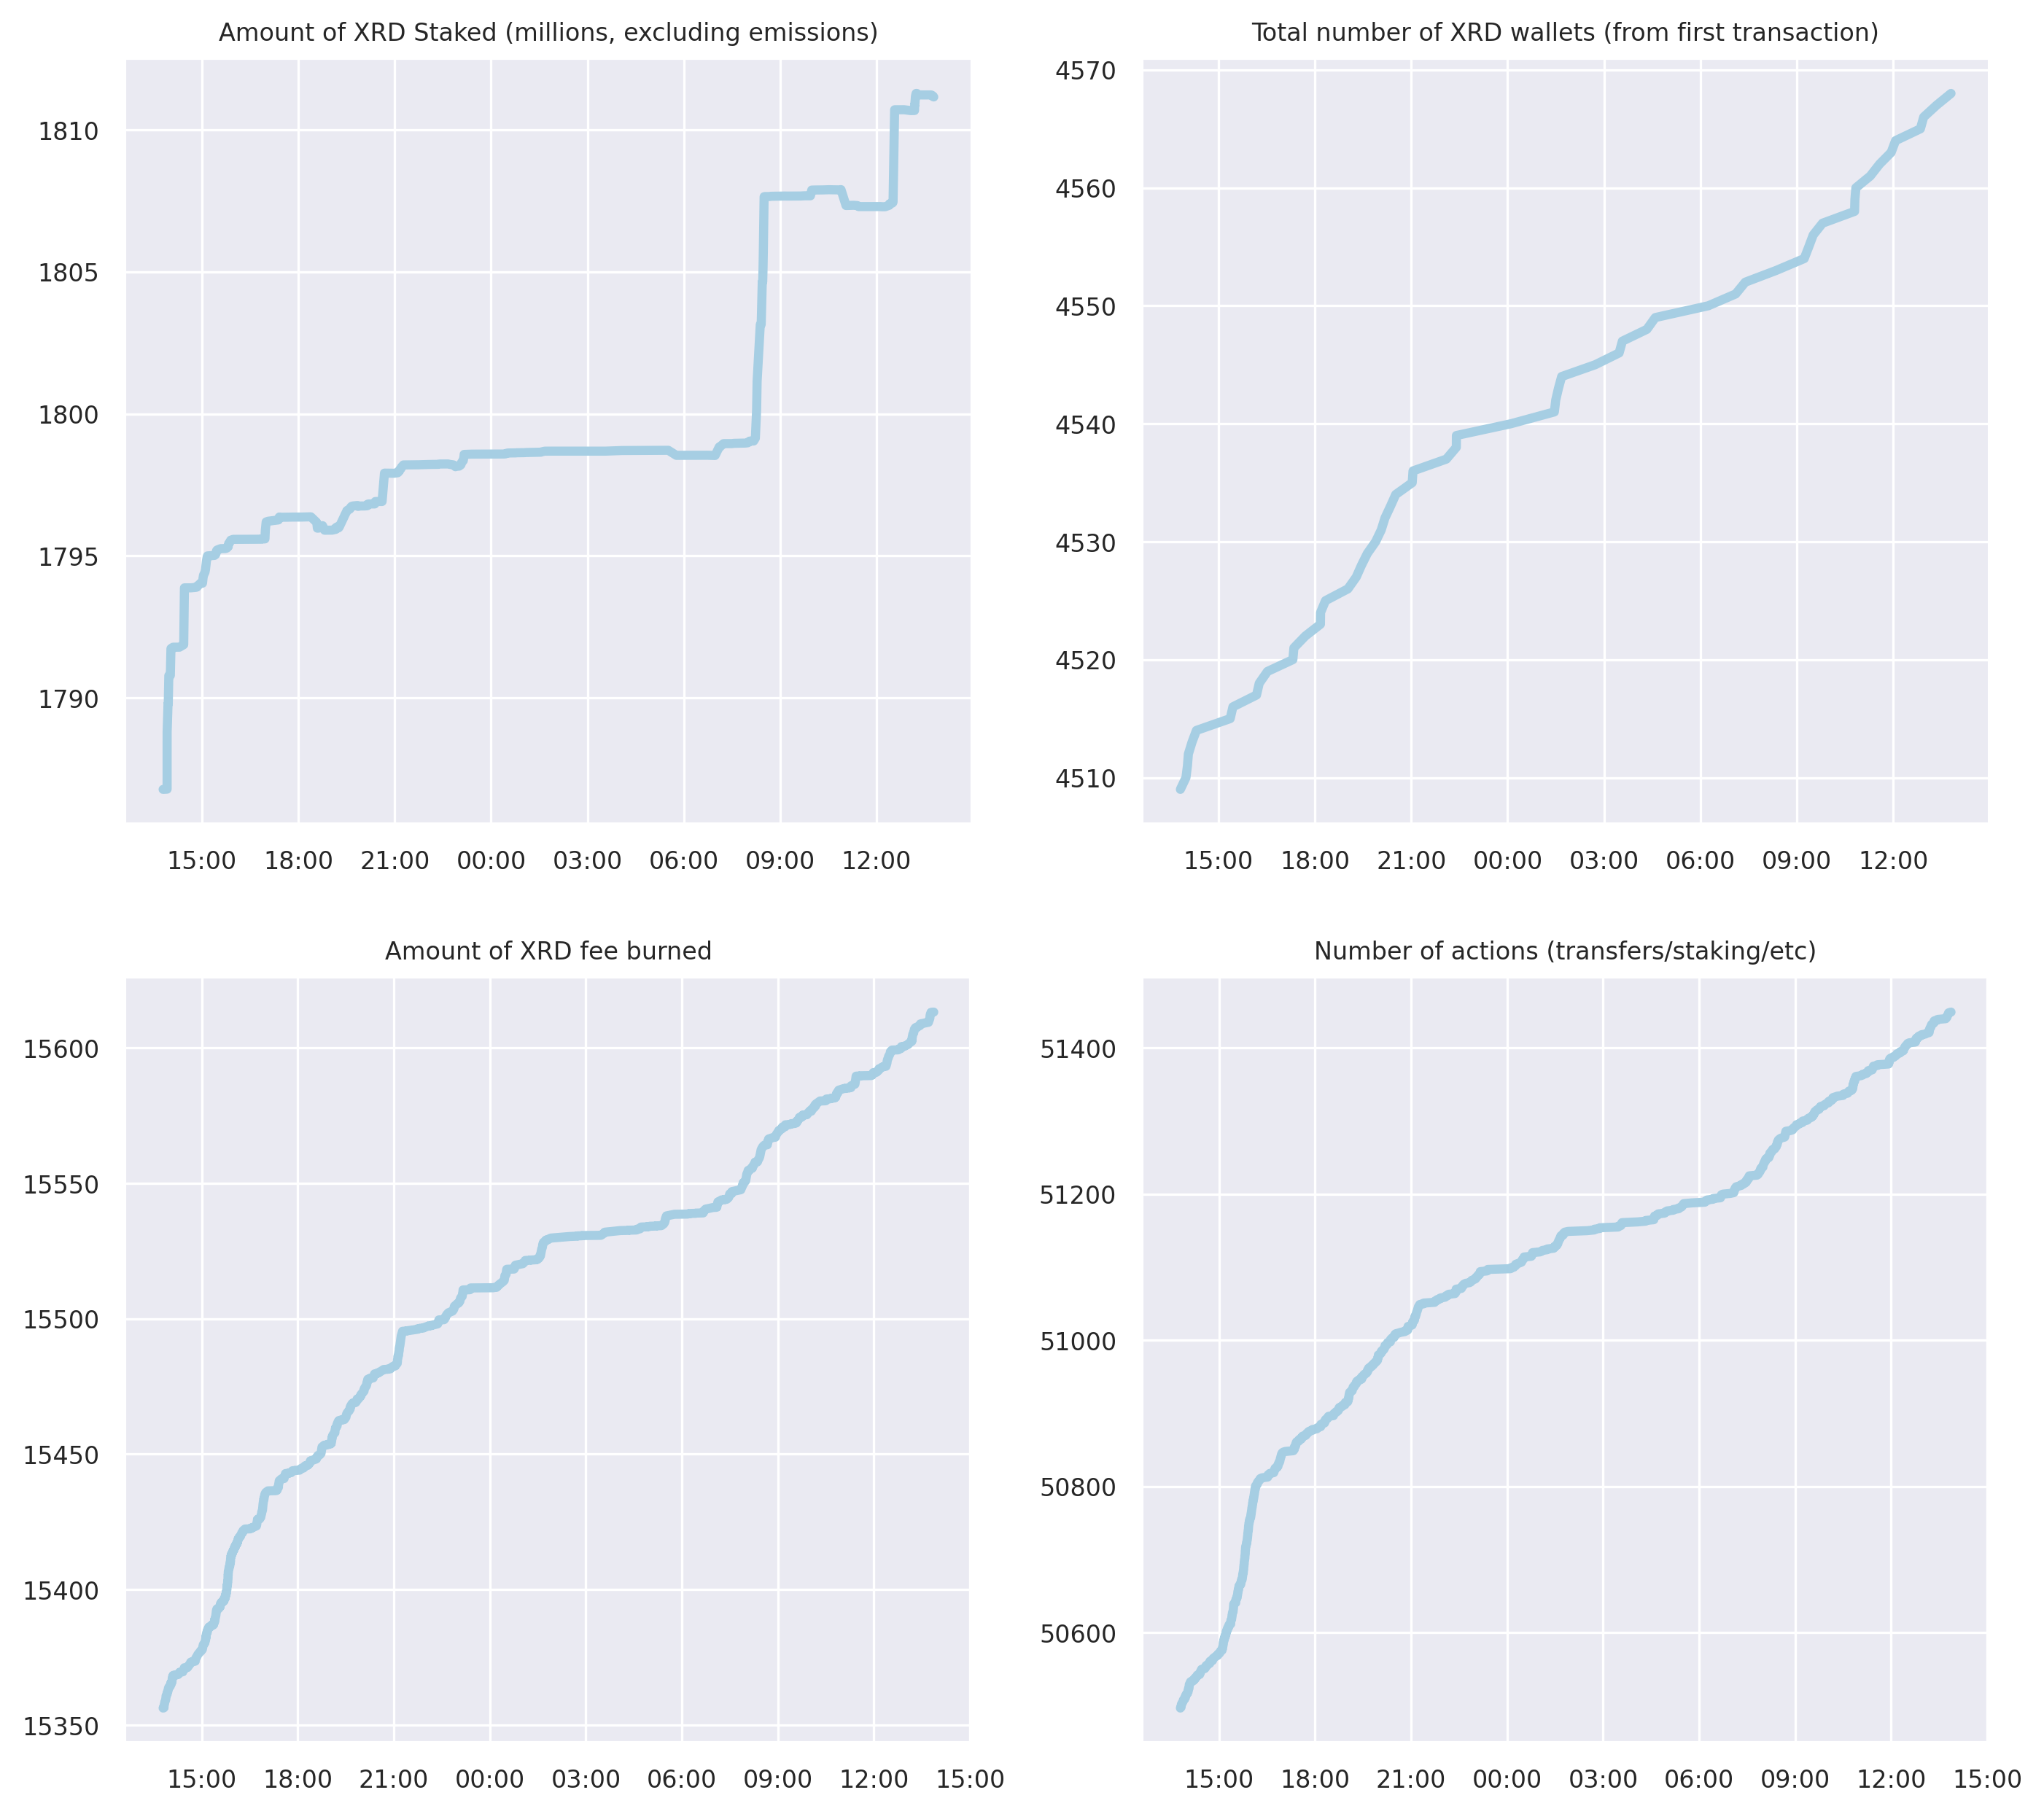 Amount of XRD Staked (millions, excluding emissions)
1810
1805
1800
1795
1790
15:00 18:00 21:00 00:00 03:00 06:00 09:00 12:00
Total number of XRD wallets (from first transaction)
4570
4560
4550
4540
4530
4520
4510
15:00 18:00 21:00 00:00 03:00 06:00 09:00 12:00
Amount of XRD fee burned
15600
15550
15500
15450
15400
15350
15:00 18:00 21:00 00:00 03:00 06:00 09:00 12:00 15:00
Number of actions (transfers/staking/etc)
51400
51200
51000
50800
50600
15:00 18:00 21:00 00:00 03:00 06:00 09:00 12:00 15:00